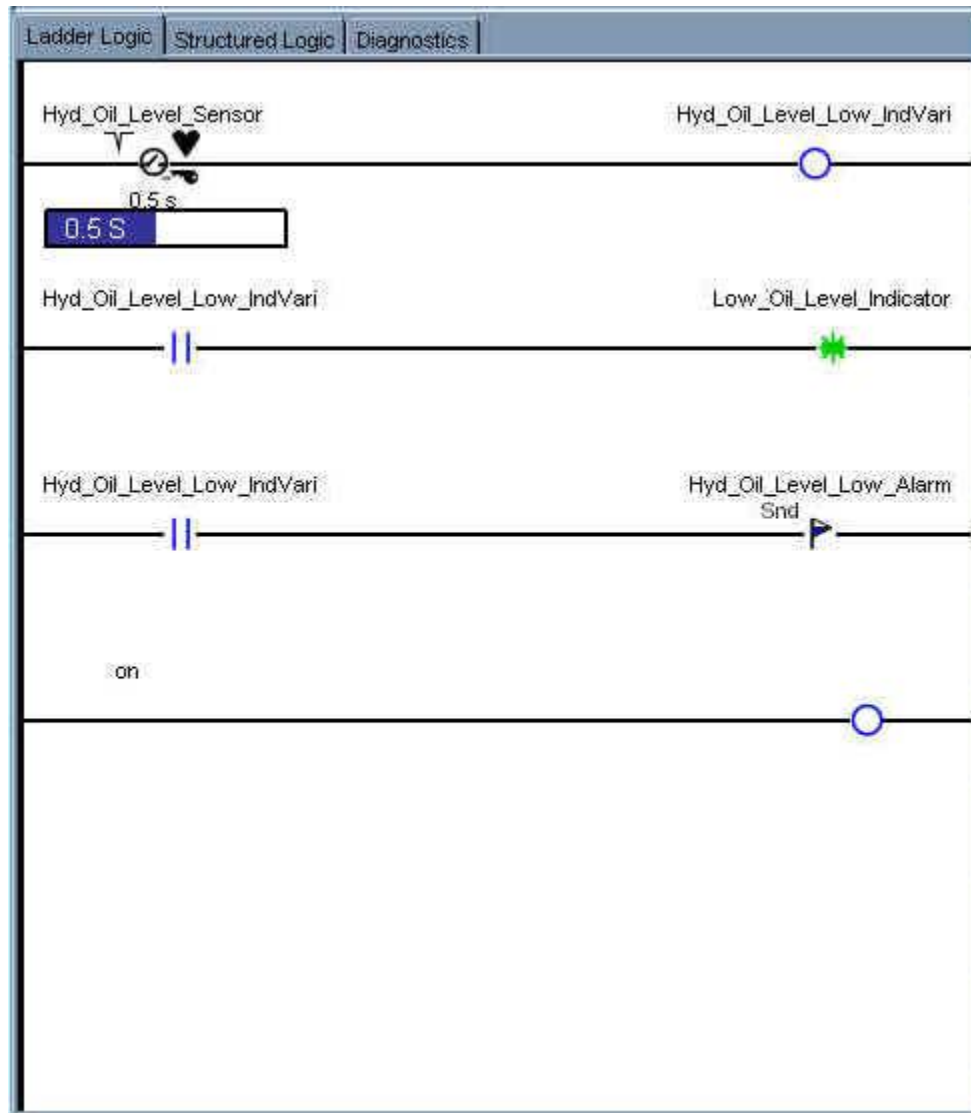 Ladder Logic Structured Logic Diagnostics
Hyd_Oil_Level_Sensor Hyd_Oil_Level_Low_IndVari
0.5 s
0.5 S
Hyd_Oil_Level_Low_IndVari Low_Oil_Level_Indicator
Hyd_Oil_Level_Low_IndVari Hyd_Oil_Level_Low_Alarm
Snd
on